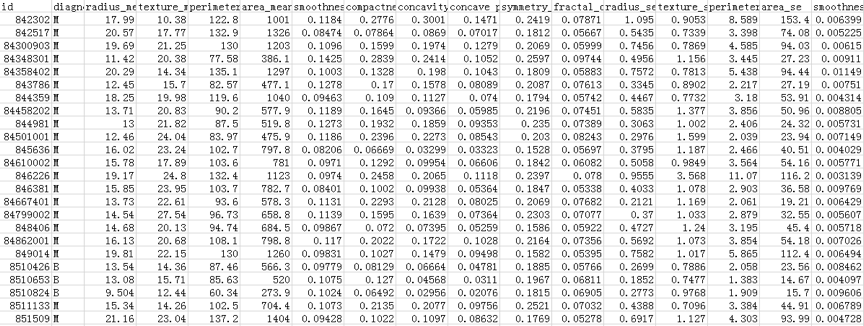 id diagn radius_me texture_m perimeter area_mean smoothnes compactne concavity concave p symmetry_ fractal_d radius_se texture_se perimeter area_se smoothnes
842302 M 17.99 10.38 122.8 1001 0.1184 0.2776 0.3001 0.1471 0.2419 0.07871 1.095 0.9053 8.589 153.4 0.006399
842517 M 20.57 17.77 132.9 1326 0.08474 0.07864 0.0869 0.07017 0.1812 0.05667 0.5435 0.7339 3.398 74.08 0.005225
84300903 M 19.69 21.25 130 1203 0.1096 0.1599 0.1974 0.1279 0.2069 0.05999 0.7456 0.7869 4.585 94.03 0.00615
84348301 M 11.42 20.38 77.58 386.1 0.1425 0.2839 0.2414 0.1052 0.2597 0.09744 0.4956 1.156 3.445 27.23 0.00911
84358402 M 20.29 14.34 135.1 1297 0.1003 0.1328 0.198 0.1043 0.1809 0.05883 0.7572 0.7813 5.438 94.44 0.01149
843786 M 12.45 15.7 82.57 477.1 0.1278 0.17 0.1578 0.08089 0.2087 0.07613 0.3345 0.8902 2.217 27.19 0.00751
844359 M 18.25 19.98 119.6 1040 0.09463 0.109 0.1127 0.074 0.1794 0.05742 0.4467 0.7732 3.18 53.91 0.004314
84458202 M 13.71 20.83 90.2 577.9 0.1189 0.1645 0.09366 0.05985 0.2196 0.07451 0.5835 1.377 3.856 50.96 0.008805
844981 M 13 21.82 87.5 519.8 0.1273 0.1932 0.1859 0.09353 0.235 0.07389 0.3063 1.002 2.406 24.32 0.005731
84501001 M 12.46 24.04 83.97 475.9 0.1186 0.2396 0.2273 0.08543 0.203 0.08243 0.2976 1.599 2.039 23.94 0.007149
845636 M 16.02 23.24 102.7 797.8 0.08206 0.06669 0.03299 0.03323 0.1528 0.05697 0.3795 1.187 2.466 40.51 0.004029
84610002 M 15.78 17.89 103.6 781 0.0971 0.1292 0.09954 0.06606 0.1842 0.06082 0.5058 0.9849 3.564 54.16 0.005771
846226 M 19.17 24.8 132.4 1123 0.0974 0.2458 0.2065 0.1118 0.2397 0.078 0.9555 3.568 11.07 116.2 0.003139
846381 M 15.85 23.95 103.7 782.7 0.08401 0.1002 0.09938 0.05364 0.1847 0.05338 0.4033 1.078 2.903 36.58 0.009769
84667401 M 13.73 22.61 93.6 578.3 0.1131 0.2293 0.2128 0.08025 0.2069 0.07682 0.2121 1.169 2.061 19.21 0.006429
84799002 M 14.54 27.54 96.73 658.8 0.1139 0.1595 0.1639 0.07364 0.2303 0.07077 0.37 1.033 2.879 32.55 0.005607
848406 M 14.68 20.13 94.74 684.5 0.09867 0.072 0.07395 0.05259 0.1586 0.05922 0.4727 1.24 3.195 45.4 0.005718
84862001 M 16.13 20.68 108.1 798.8 0.117 0.2022 0.1722 0.1028 0.2164 0.07356 0.5692 1.073 3.854 54.18 0.007026
849014 M 19.81 22.15 130 1260 0.09831 0.1027 0.1479 0.09498 0.1582 0.05395 0.7582 1.017 5.865 112.4 0.006494
8510426 B 13.54 14.36 87.46 566.3 0.09779 0.08129 0.06664 0.04781 0.1885 0.05766 0.2699 0.7886 2.058 23.56 0.008462
8510653 B 13.08 15.71 85.63 520 0.1075 0.127 0.04568 0.0311 0.1967 0.06811 0.1852 0.7477 1.383 14.67 0.004097
8510824 B 9.504 12.44 60.34 273.9 0.1024 0.06492 0.02956 0.02076 0.1815 0.06905 0.2773 0.9768 1.909 15.7 0.009606
8511133 M 15.34 14.26 102.5 704.4 0.1073 0.2135 0.2077 0.09756 0.2521 0.07032 0.4388 0.7096 3.384 44.91 0.006789
851509 M 21.16 23.04 137.2 1404 0.09428 0.1022 0.1097 0.08632 0.1769 0.05278 0.6917 1.127 4.303 93.99 0.004728